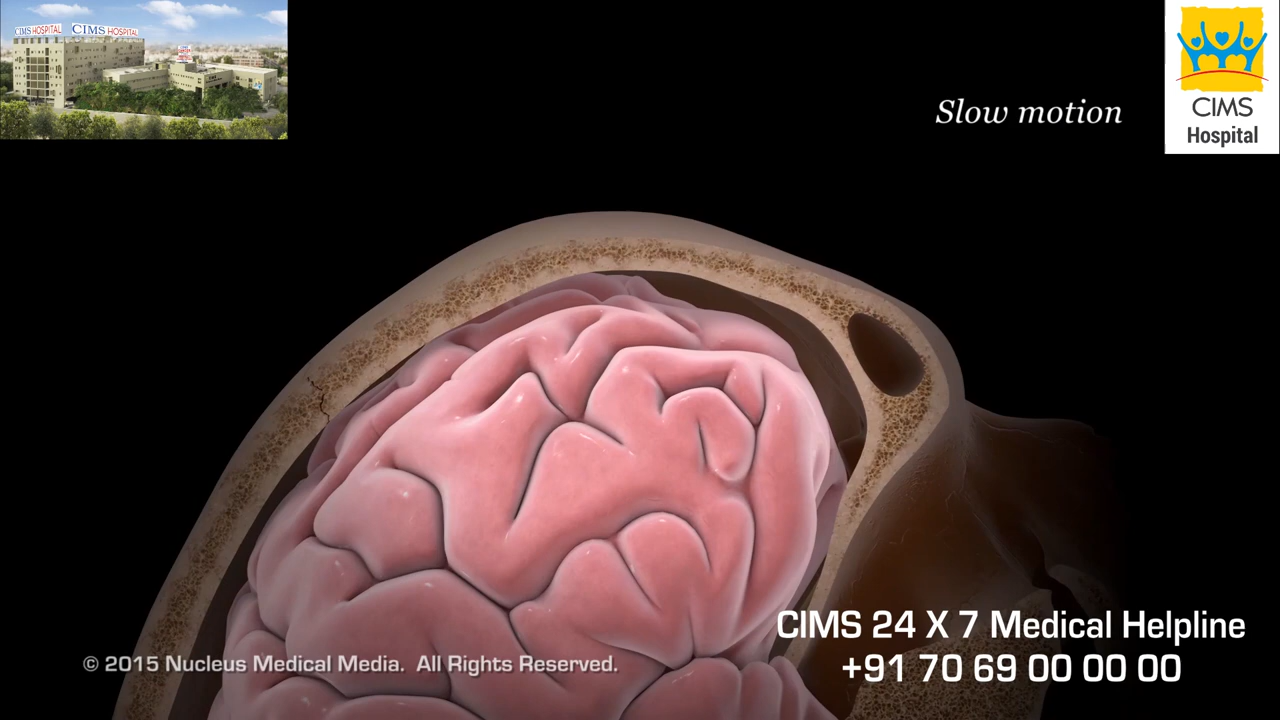 CIMS HOSPITAL CIMS HOSPITAL
Slow motion
CIMS
Hospital
CIMS 24 X 7 Medical Helpline
+91 70 69 00 00 00
© 2015 Nucleus Medical Media. All Rights Reserved.